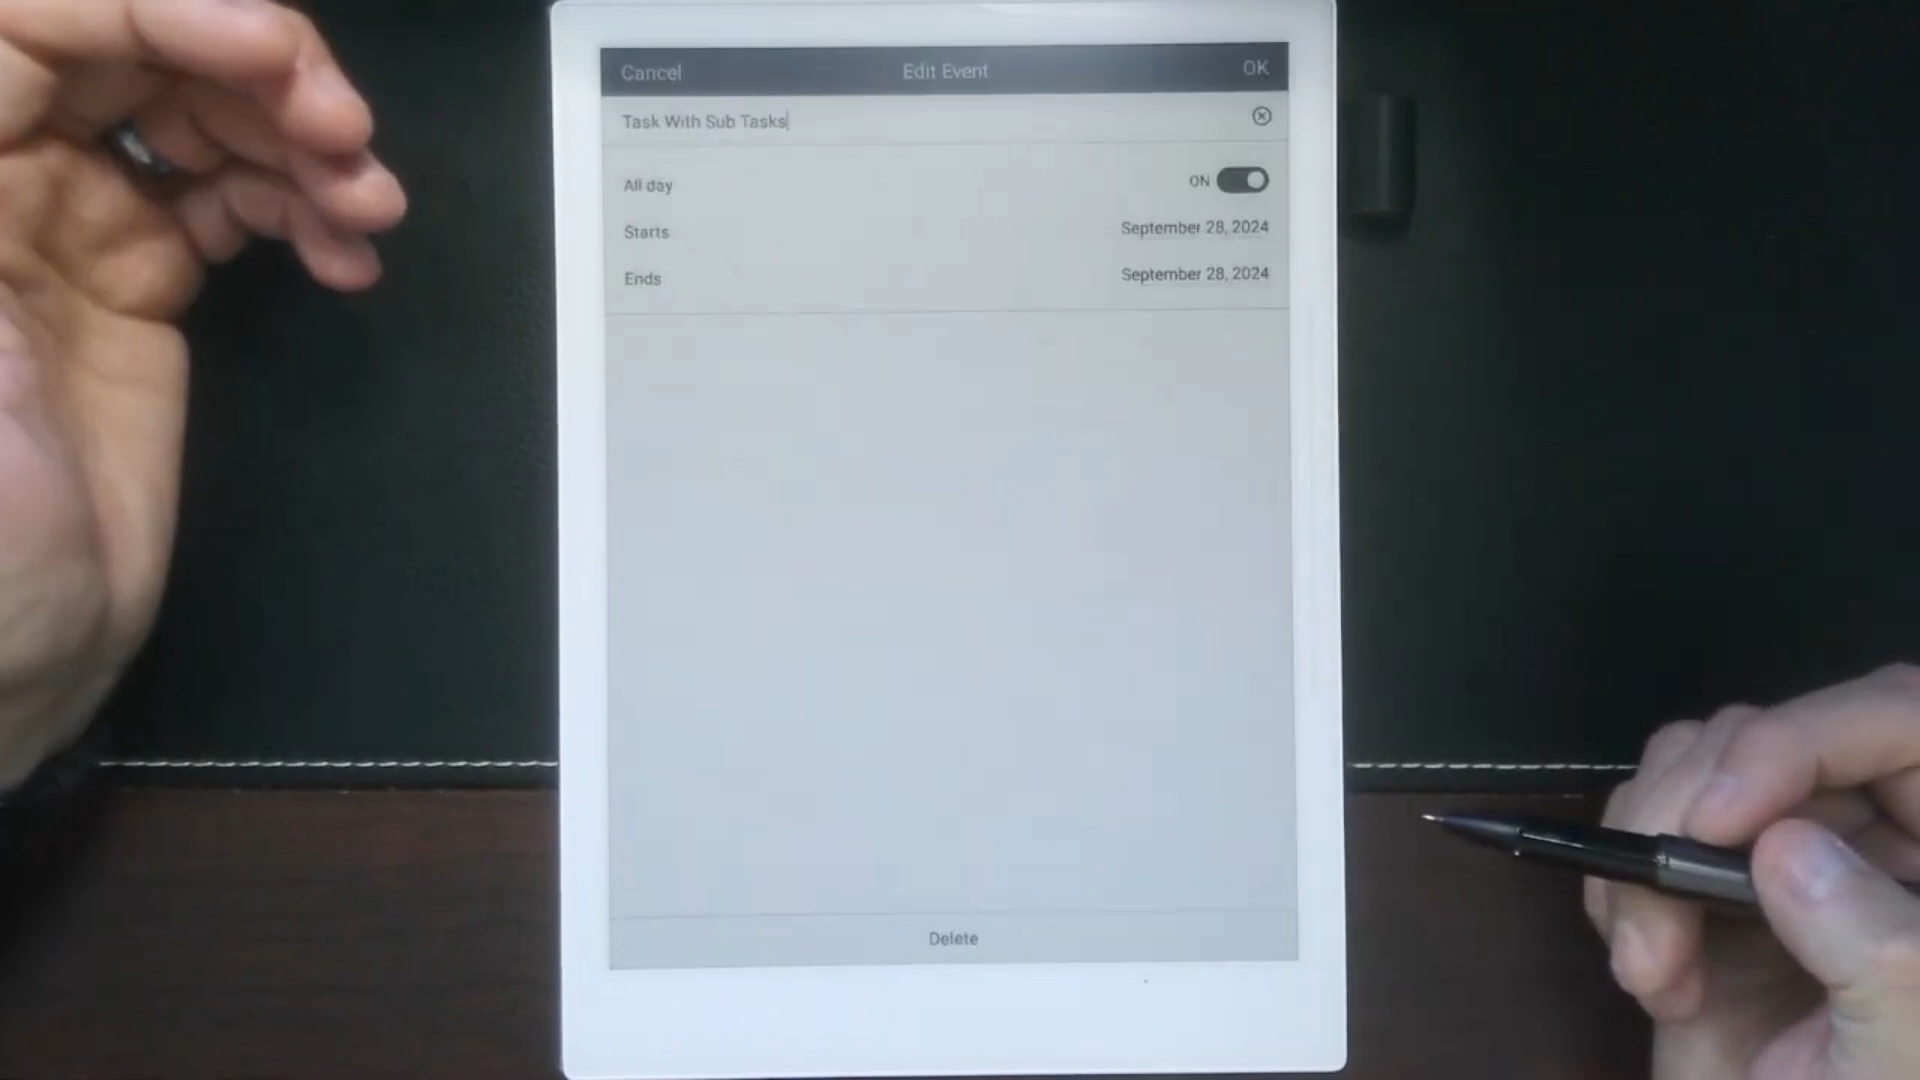 Cancel Edit Event OK
Task With Sub Tasks
All day ON
Starts September 28, 2024
Ends September 28, 2024
Delete